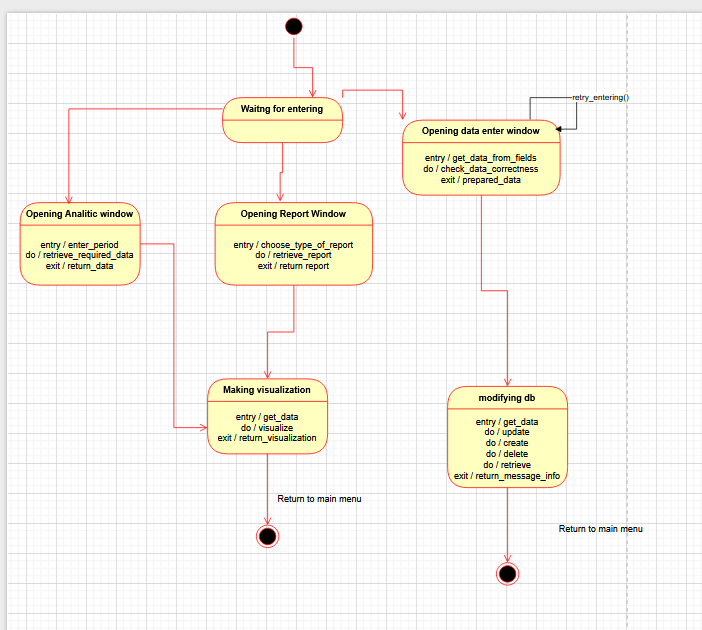 Waitng for entering
retry_entering()
Opening data enter window
entry / get_data_from_fields
do / check_data_correctness
exit / prepared_data
Opening Analitic window
entry / enter_period
do / retrieve_required_data
exit / return_data
Opening Report Window
entry / choose_type_of_report
do / retrieve_report
exit / return report
Making visualization
entry / get_data
do / visualize
exit / return_visualization
modifying db
entry / get_data
do / update
do / create
do / delete
do / retrieve
exit / return_message_info
Return to main menu
Return to main menu